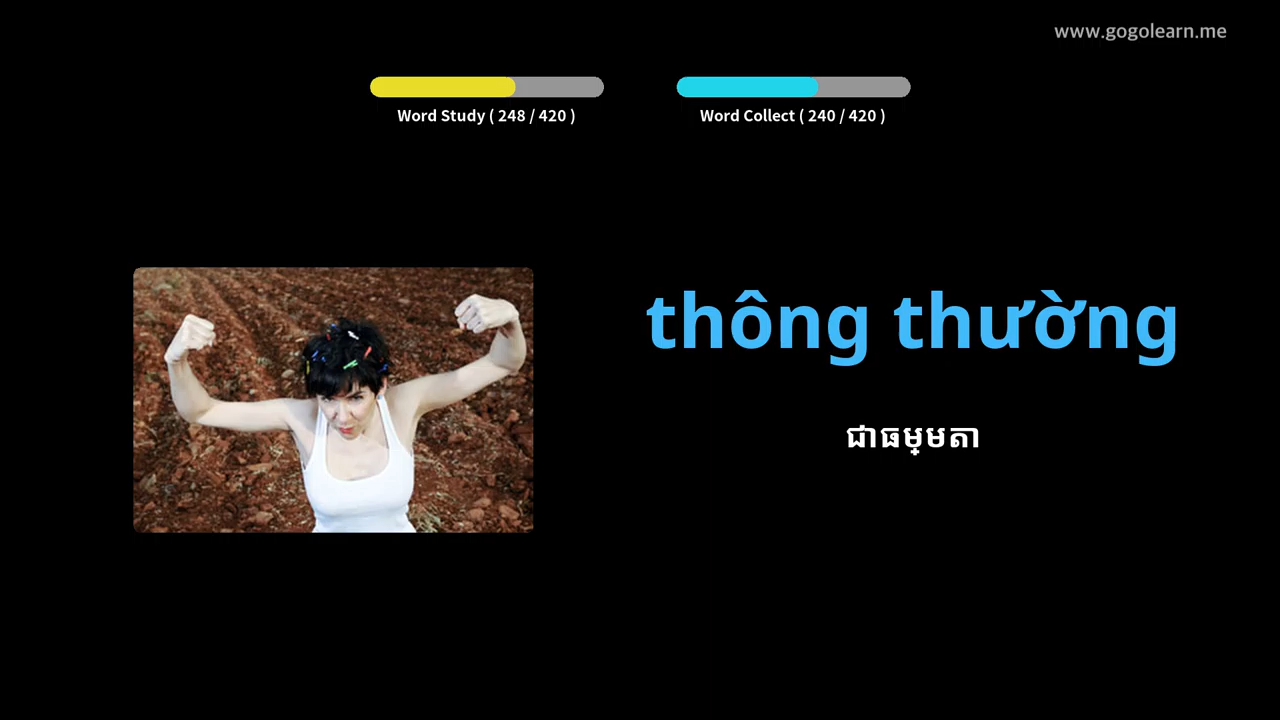 www.gogolearn.me
Word Study ( 248 / 420 )
Word Collect ( 240 / 420 )
thông thường
ជាធម្មតា